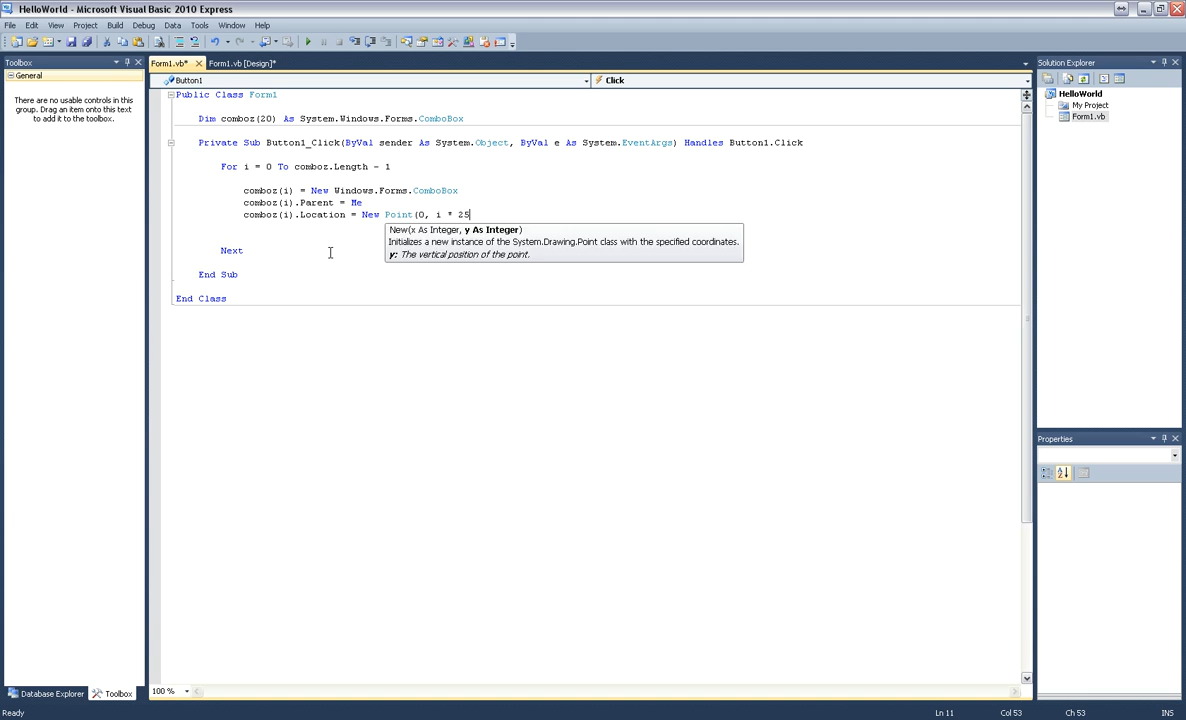 HelloWorld - Microsoft Visual Basic 2010 Express
File Edit View Project Build Debug Data Tools Window Help
Toolbox
General
There are no usable controls in this
group. Drag an item onto this text
to add it to the toolbox.
Form1.vb* Form1.vb [Design]*
Button1 Click
Public Class Form1
Dim comboz(20) As System.Windows.Forms.ComboBox
Private Sub Button1_Click(ByVal sender As System.Object, ByVal e As System.EventArgs) Handles Button1.Click
For i = 0 To comboz.Length - 1
comboz(i) = New Windows.Forms.ComboBox
comboz(i).Parent = Me
comboz(i).Location = New Point(0, i * 25
New(x As Integer, y As Integer)
Initializes a new instance of the System.Drawing.Point class with the specified coordinates.
y: The vertical position of the point.
Next
End Sub
End Class
Solution Explorer
HelloWorld
My Project
Form1.vb
Properties
100 %
Database Explorer Toolbox
Ready Ln 11 Col 53 Ch 53 INS